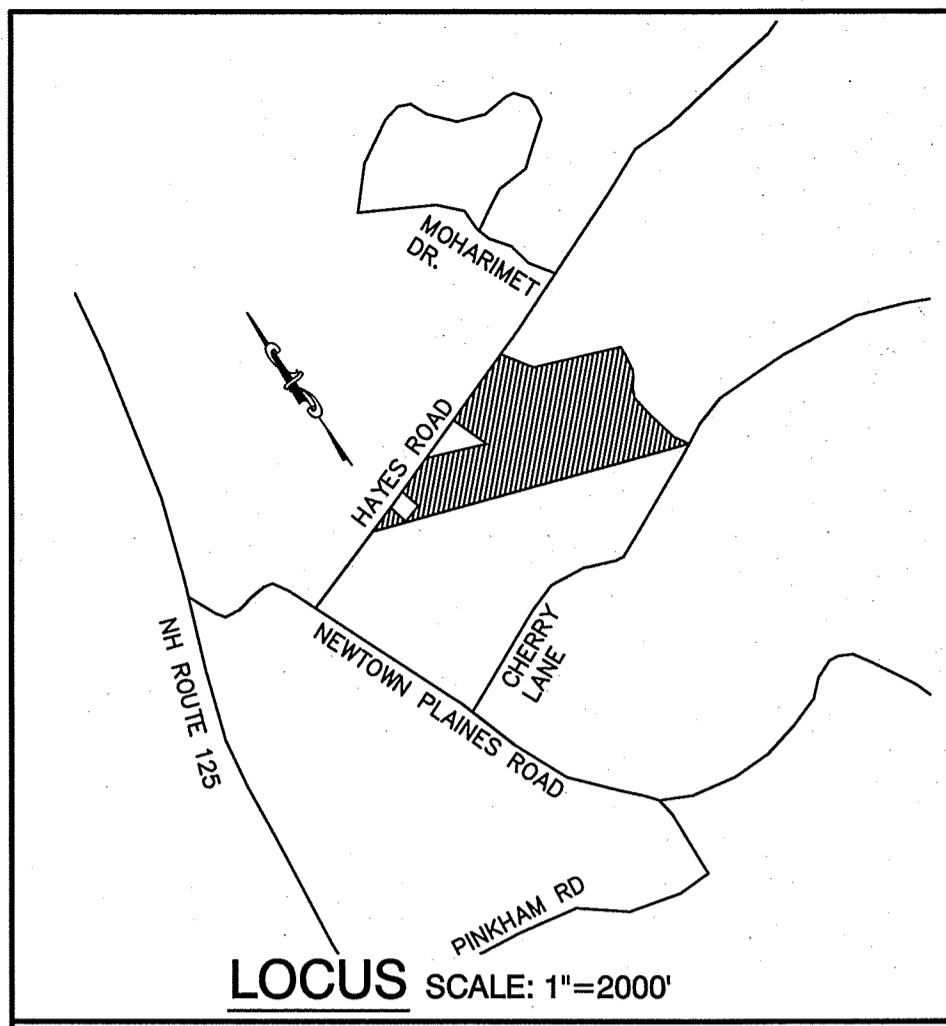 MOHARIMET
DR.
HAYES ROAD
NH ROUTE 125
NEWTOWN PLAINES ROAD
CHERRY
LANE
PINKHAM RD
LOCUS SCALE: 1"=2000'